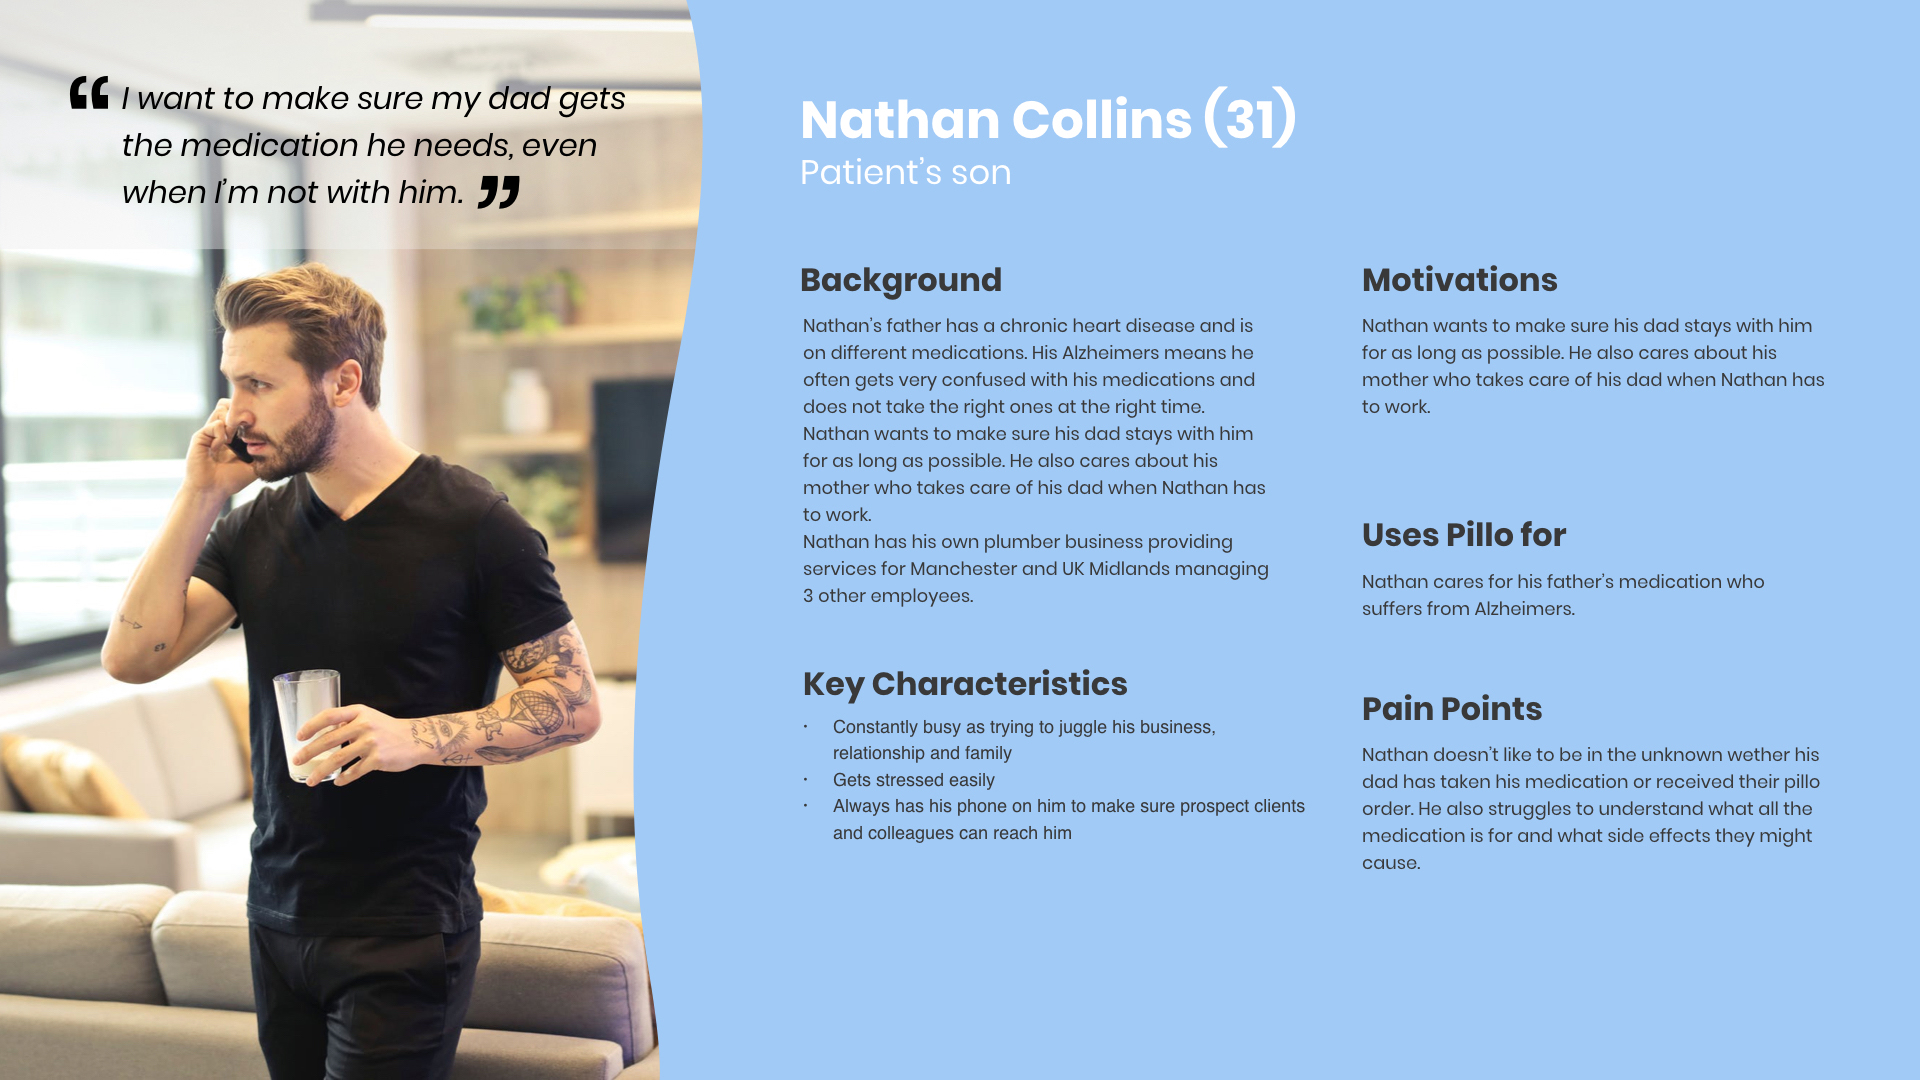 “ I want to make sure my dad gets
the medication he needs, even
when I’m not with him. ”
Nathan Collins (31)
Patient’s son
Background
Nathan’s father has a chronic heart disease and is
on different medications. His Alzheimers means he
often gets very confused with his medications and
does not take the right ones at the right time.
Nathan wants to make sure his dad stays with him
for as long as possible. He also cares about his
mother who takes care of his dad when Nathan has
to work.
Nathan has his own plumber business providing
services for Manchester and UK Midlands managing
3 other employees.
Key Characteristics
· Constantly busy as trying to juggle his business,
relationship and family
· Gets stressed easily
· Always has his phone on him to make sure prospect clients
and colleagues can reach him
Motivations
Nathan wants to make sure his dad stays with him
for as long as possible. He also cares about his
mother who takes care of his dad when Nathan has
to work.
Uses Pillo for
Nathan cares for his father’s medication who
suffers from Alzheimers.
Pain Points
Nathan doesn’t like to be in the unknown wether his
dad has taken his medication or received their pillo
order. He also struggles to understand what all the
medication is for and what side effects they might
cause.